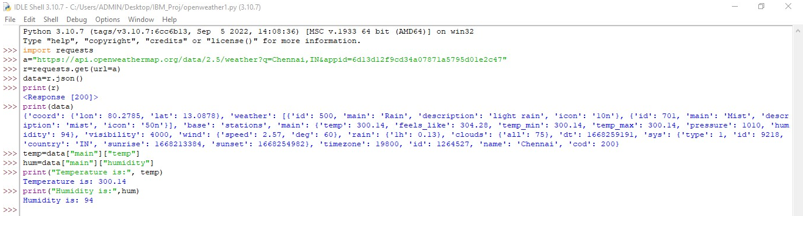 IDLE Shell 3.10.7 - C:/Users/ADMIN/Desktop/IBM_Proj/openweather1.py (3.10.7)
File Edit Shell Debug Options Window Help
Python 3.10.7 (tags/v3.10.7:6cc6b13, Sep 5 2022, 14:08:36) [MSC v.1933 64 bit (AMD64)] on win32
Type "help", "copyright", "credits" or "license()" for more information.
>>> import requests
>>> a="https://api.openweathermap.org/data/2.5/weather?q=Chennai,IN&appid=6d13d12f9cd34a07871a5795d01e2c47"
>>> r=requests.get(url=a)
>>> data=r.json()
>>> print(r)
<Response [200]>
>>> print(data)
{'coord': {'lon': 80.2785, 'lat': 13.0878}, 'weather': [{'id': 500, 'main': 'Rain', 'description': 'light rain', 'icon': '10n'}, {'id': 701, 'main': 'Mist', 'descr
iption': 'mist', 'icon': '50n'}], 'base': 'stations', 'main': {'temp': 300.14, 'feels_like': 304.28, 'temp_min': 300.14, 'temp_max': 300.14, 'pressure': 1010, 'hum
idity': 94}, 'visibility': 4000, 'wind': {'speed': 2.57, 'deg': 60}, 'rain': {'1h': 0.13}, 'clouds': {'all': 75}, 'dt': 1668259191, 'sys': {'type': 1, 'id': 9218,
'country': 'IN', 'sunrise': 1668213384, 'sunset': 1668254982}, 'timezone': 19800, 'id': 1264527, 'name': 'Chennai', 'cod': 200}
>>> temp=data["main"]["temp"]
>>> hum=data["main"]["humidity"]
>>> print("Temperature is:", temp)
Temperature is: 300.14
>>> print("Humidity is:",hum)
Humidity is: 94
>>>